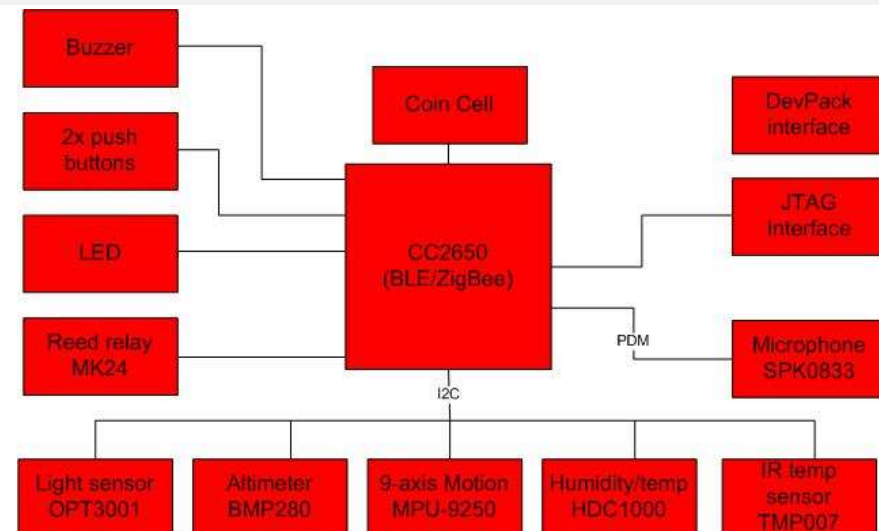 Buzzer
Coin Cell
DevPack
interface
2x push
buttons
JTAG
Interface
LED
CC2650
(BLE/ZigBee)
Reed relay
MK24
PDM
Microphone
SPK0833
I2C
Light sensor
OPT3001
Altimeter
BMP280
9-axis Motion
MPU-9250
Humidity/temp
HDC1000
IR temp
sensor
TMP007